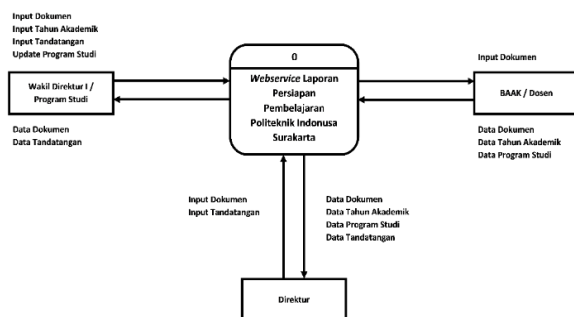 Input Dokumen
Input Tahun Akademik
Input Tandatangan
Update Program Studi
Wakil Direktur I /
Program Studi
Data Dokumen
Data Tandatangan
0
Webservice Laporan
Persiapan
Pembelajaran
Politeknik Indonusa
Surakarta
Input Dokumen
BAAK / Dosen
Data Dokumen
Data Tahun Akademik
Data Program Studi
Input Dokumen
Input Tandatangan
Data Dokumen
Data Tahun Akademik
Data Program Studi
Data Tandatangan
Direktur